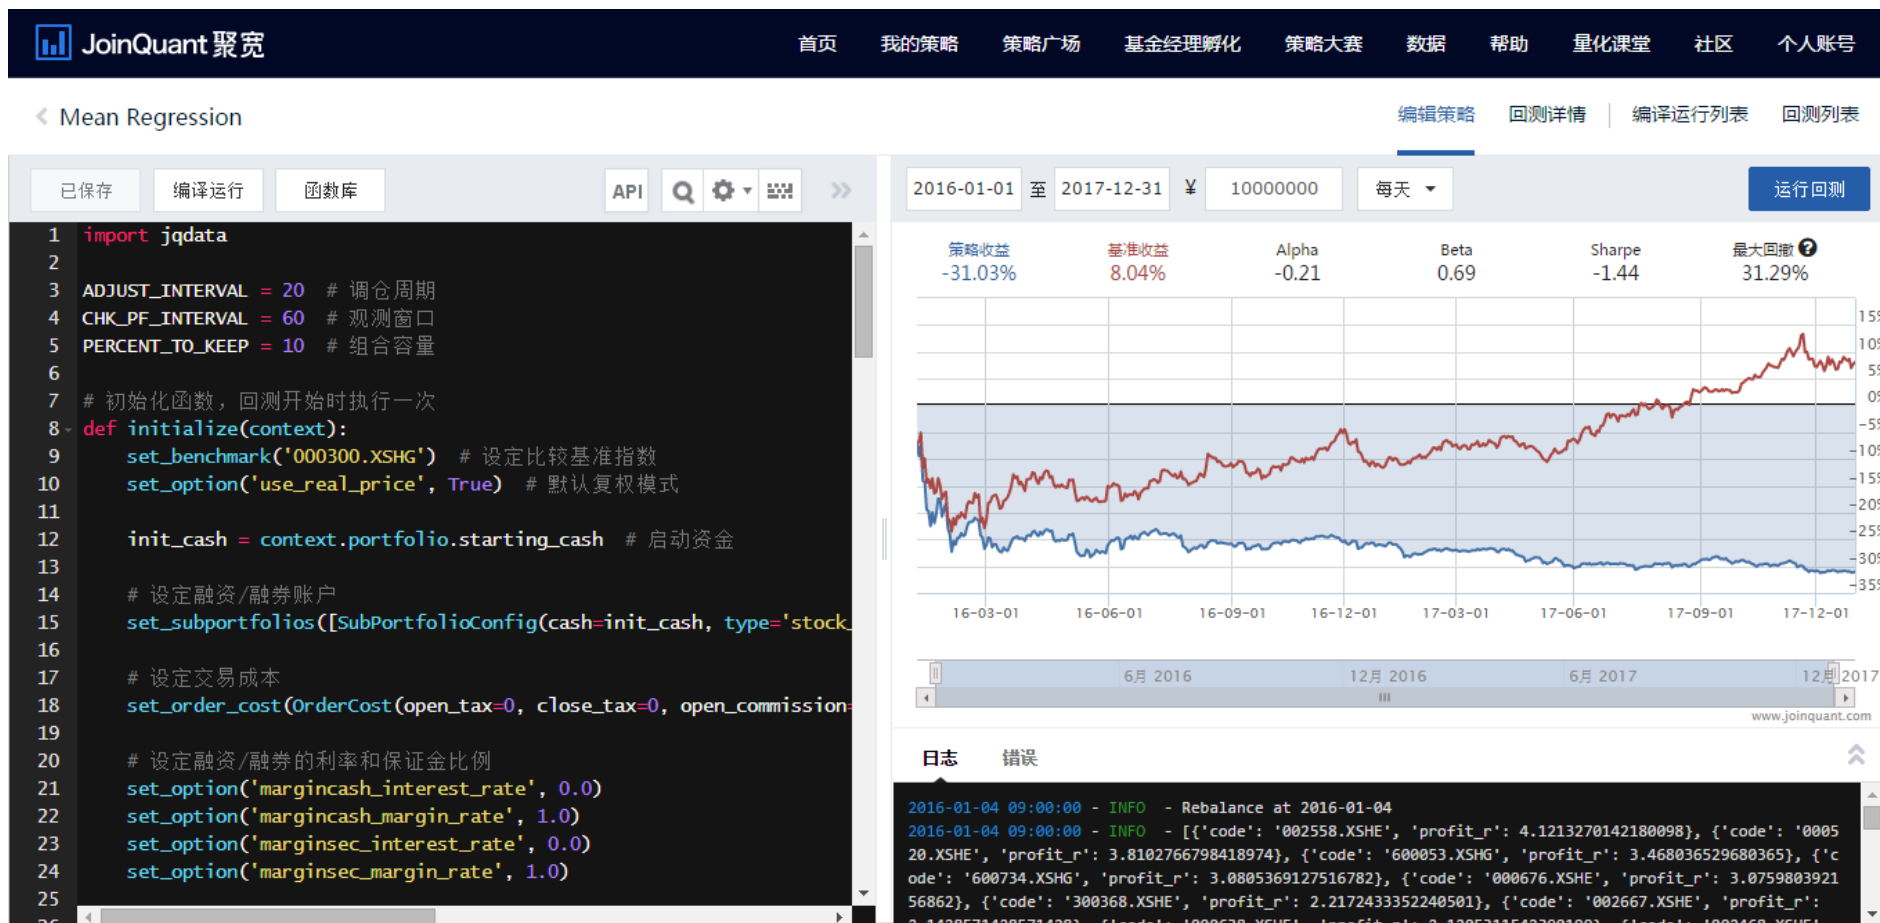 JoinQuant 聚宽
首页 我的策略 策略广场 基金经理孵化 策略大赛 数据 帮助 量化课堂 社区 个人账号
Mean Regression
编辑策略 回测详情 编译运行列表 回测列表
已保存 编译运行 函数库 API
2016-01-01 至 2017-12-31 ¥ 10000000 每天 运行回测
1 import jqdata
2
3 ADJUST_INTERVAL = 20 # 调仓周期
4 CHK_PF_INTERVAL = 60 # 观测窗口
5 PERCENT_TO_KEEP = 10 # 组合容量
6
7 # 初始化函数，回测开始时执行一次
8 def initialize(context):
9 set_benchmark('000300.XSHG') # 设定比较基准指数
10 set_option('use_real_price', True) # 默认复权模式
11
12 init_cash = context.portfolio.starting_cash # 启动资金
13
14 # 设定融资/融券账户
15 set_subportfolios([SubPortfolioConfig(cash=init_cash, type='stock_
16
17 # 设定交易成本
18 set_order_cost(OrderCost(open_tax=0, close_tax=0, open_commission=
19
20 # 设定融资/融券的利率和保证金比例
21 set_option('margincash_interest_rate', 0.0)
22 set_option('margincash_margin_rate', 1.0)
23 set_option('marginsec_interest_rate', 0.0)
24 set_option('marginsec_margin_rate', 1.0)
25
策略收益 基准收益 Alpha Beta Sharpe 最大回撤
-31.03% 8.04% -0.21 0.69 -1.44 31.29%
15%
10%
5%
0%
-5%
-10%
-15%
-20%
-25%
-30%
-35%
16-03-01 16-06-01 16-09-01 16-12-01 17-03-01 17-06-01 17-09-01 17-12-01
6月 2016 12月 2016 6月 2017 12月 2017
www.joinquant.com
日志 错误
2016-01-04 09:00:00 - INFO - Rebalance at 2016-01-04
2016-01-04 09:00:00 - INFO - [{'code': '002558.XSHE', 'profit_r': 4.1213270142180098}, {'code': '0005
20.XSHE', 'profit_r': 3.8102766798418974}, {'code': '600053.XSHG', 'profit_r': 3.468036529680365}, {'c
ode': '600734.XSHG', 'profit_r': 3.0805369127516782}, {'code': '000676.XSHE', 'profit_r': 3.0759803921
56862}, {'code': '300368.XSHE', 'profit_r': 2.2172433352240501}, {'code': '002667.XSHE', 'profit_r':